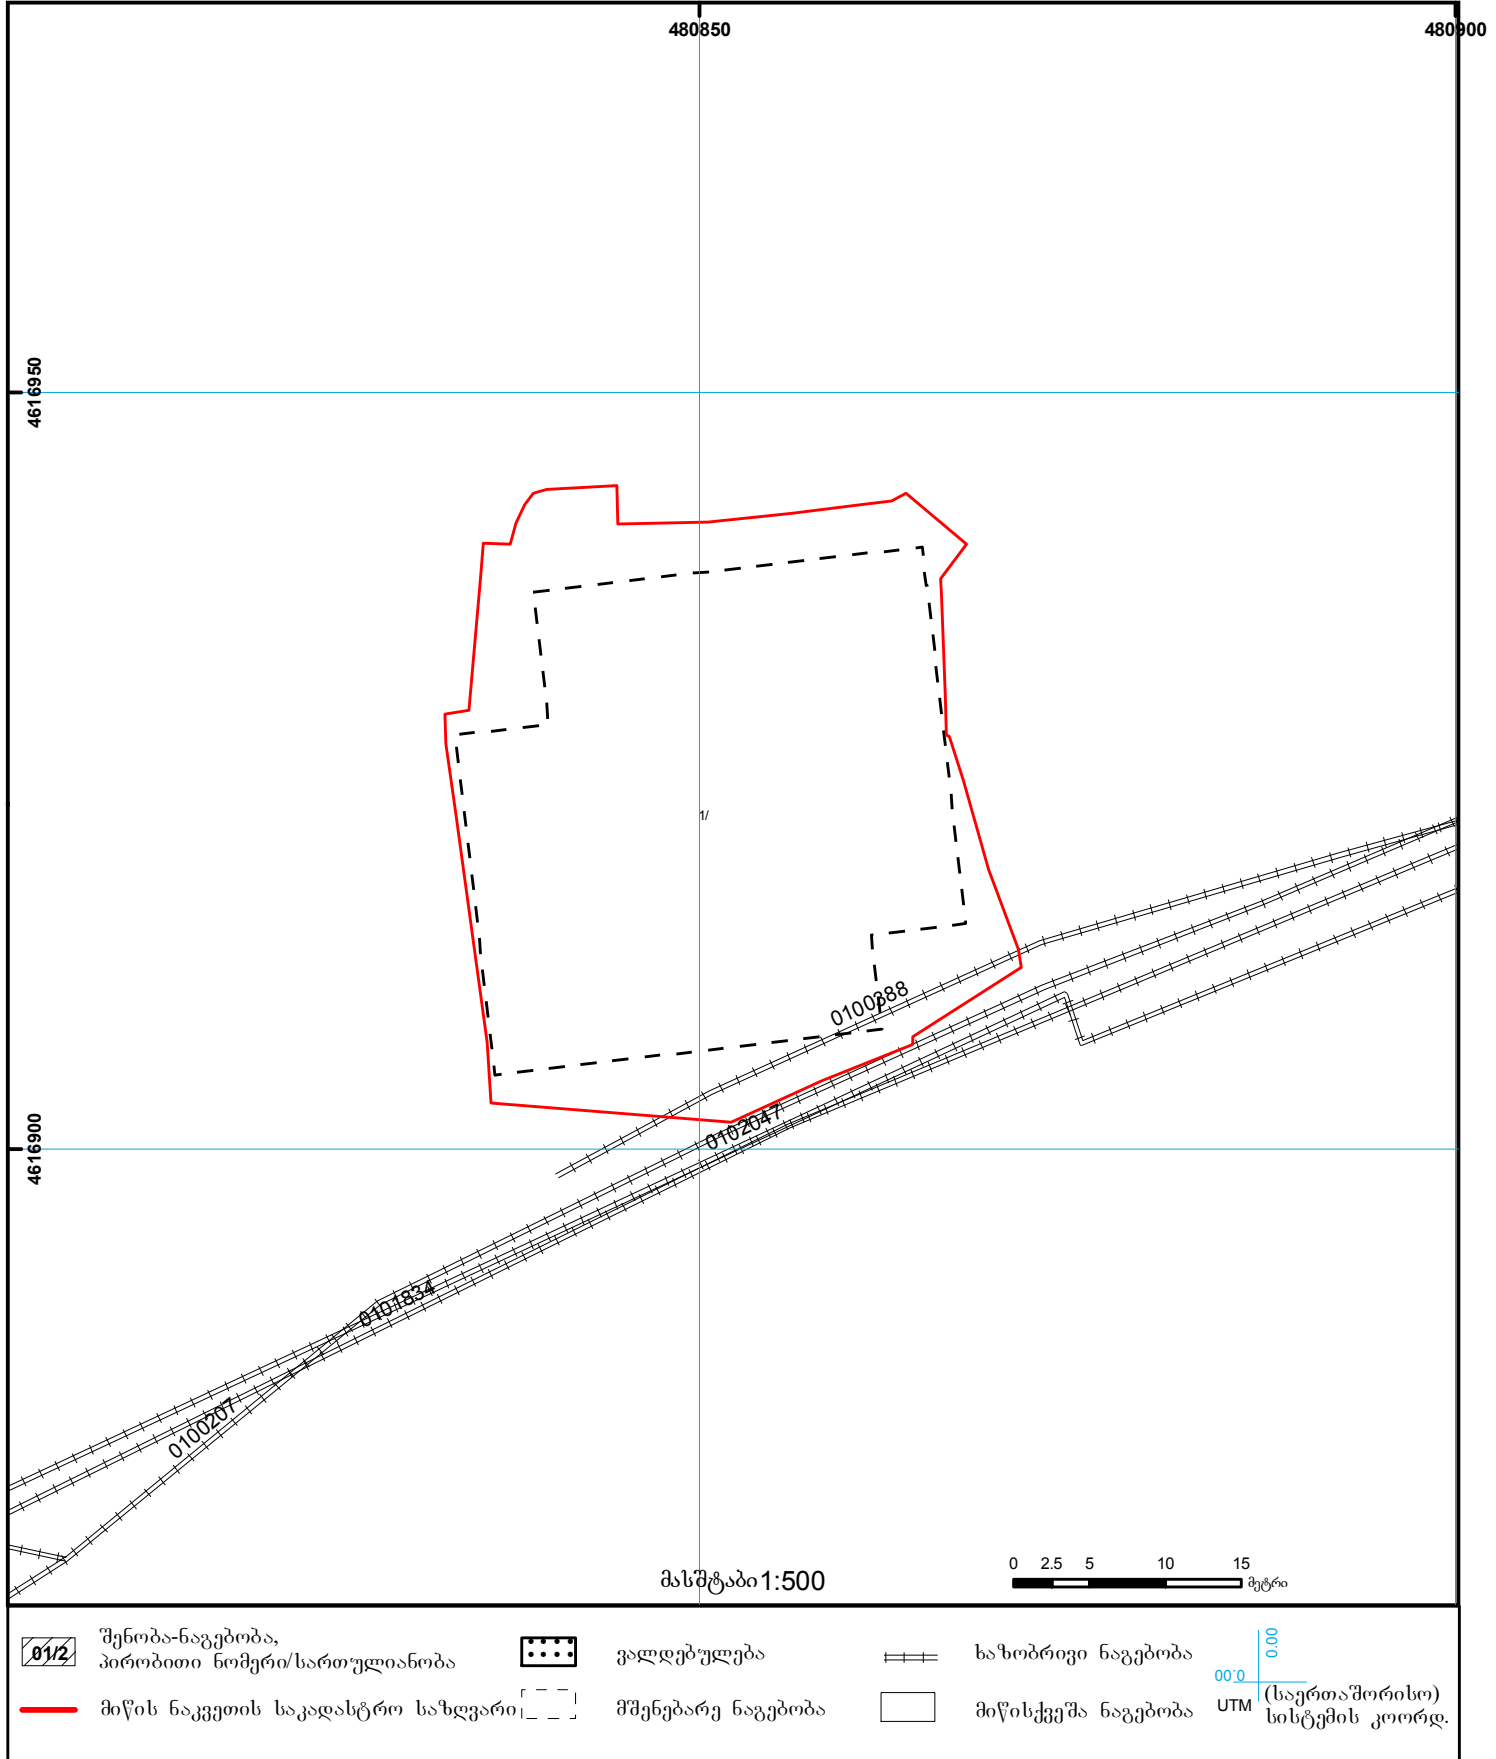 480850
480900
4616950
1/
0100388
0102047
4616900
0101834
0100207
მასშტაბი 1:500
0 2.5 5 10 15
მეტრი
01/2 შენობა-ნაგებობა,
პირობითი ნომერი/სართულიანობა
ვალდებულება
ხაზობრივი ნაგებობა
00.0
00.0
მიწის ნაკვეთის საკადასტრო საზღვარი
მშენებარე ნაგებობა
მიწისქვეშა ნაგებობა
UTM (საერთაშორისო)
სისტემის კოორდ.